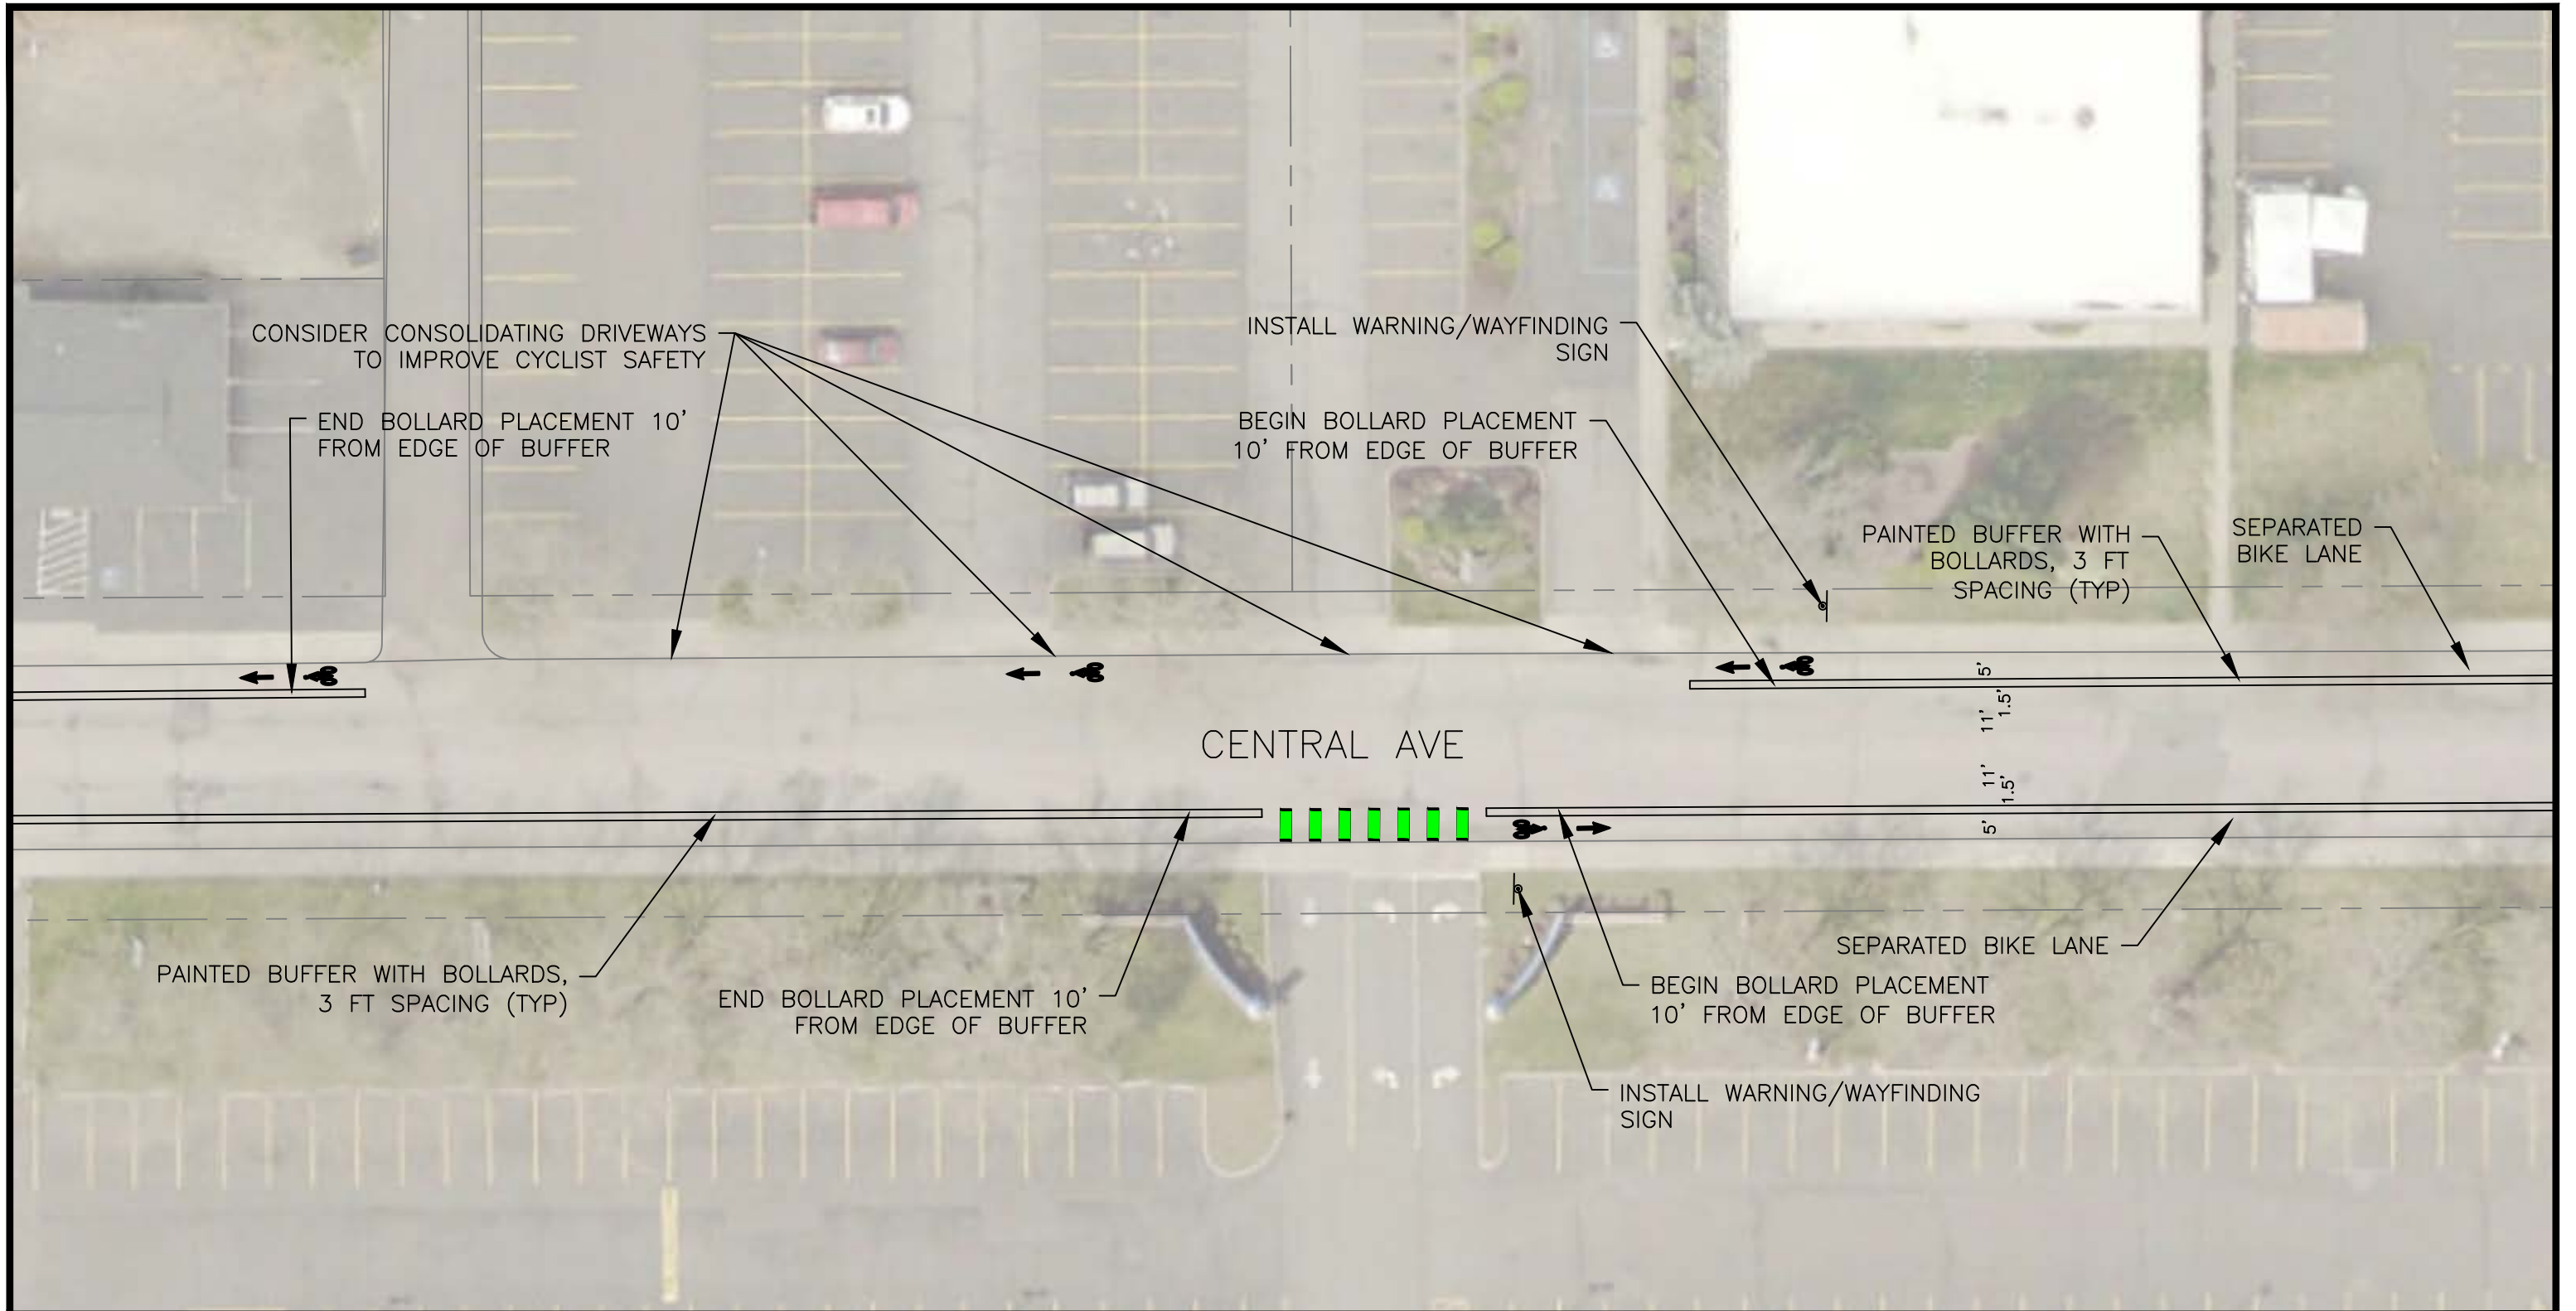 CONSIDER CONSOLIDATING DRIVEWAYS
TO IMPROVE CYCLIST SAFETY
INSTALL WARNING/WAYFINDING
SIGN
END BOLLARD PLACEMENT 10'
FROM EDGE OF BUFFER
BEGIN BOLLARD PLACEMENT
10' FROM EDGE OF BUFFER
PAINTED BUFFER WITH
BOLLARDS, 3 FT
SPACING (TYP)
SEPARATED
BIKE LANE
5'
1.5'
11'
CENTRAL AVE
11'
1.5'
5'
PAINTED BUFFER WITH BOLLARDS,
3 FT SPACING (TYP)
END BOLLARD PLACEMENT 10'
FROM EDGE OF BUFFER
SEPARATED BIKE LANE
BEGIN BOLLARD PLACEMENT
10' FROM EDGE OF BUFFER
INSTALL WARNING/WAYFINDING
SIGN